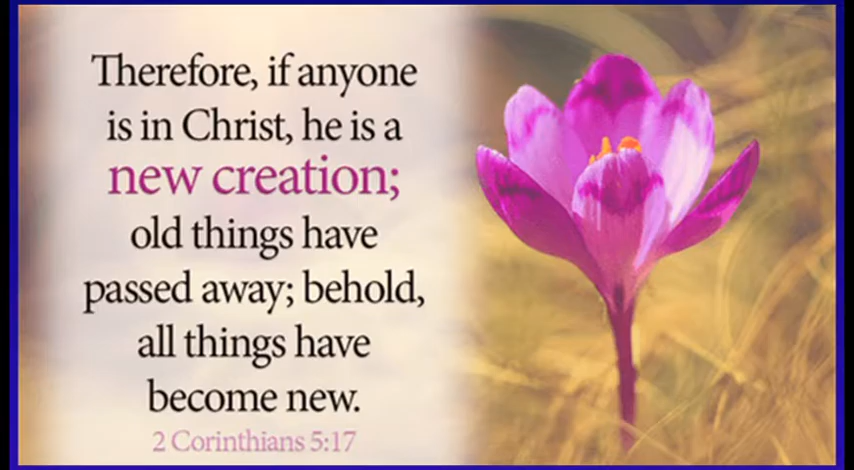 Therefore, if anyone
is in Christ, he is a
new creation;
old things have
passed away; behold,
all things have
become new.
2 Corinthians 5:17